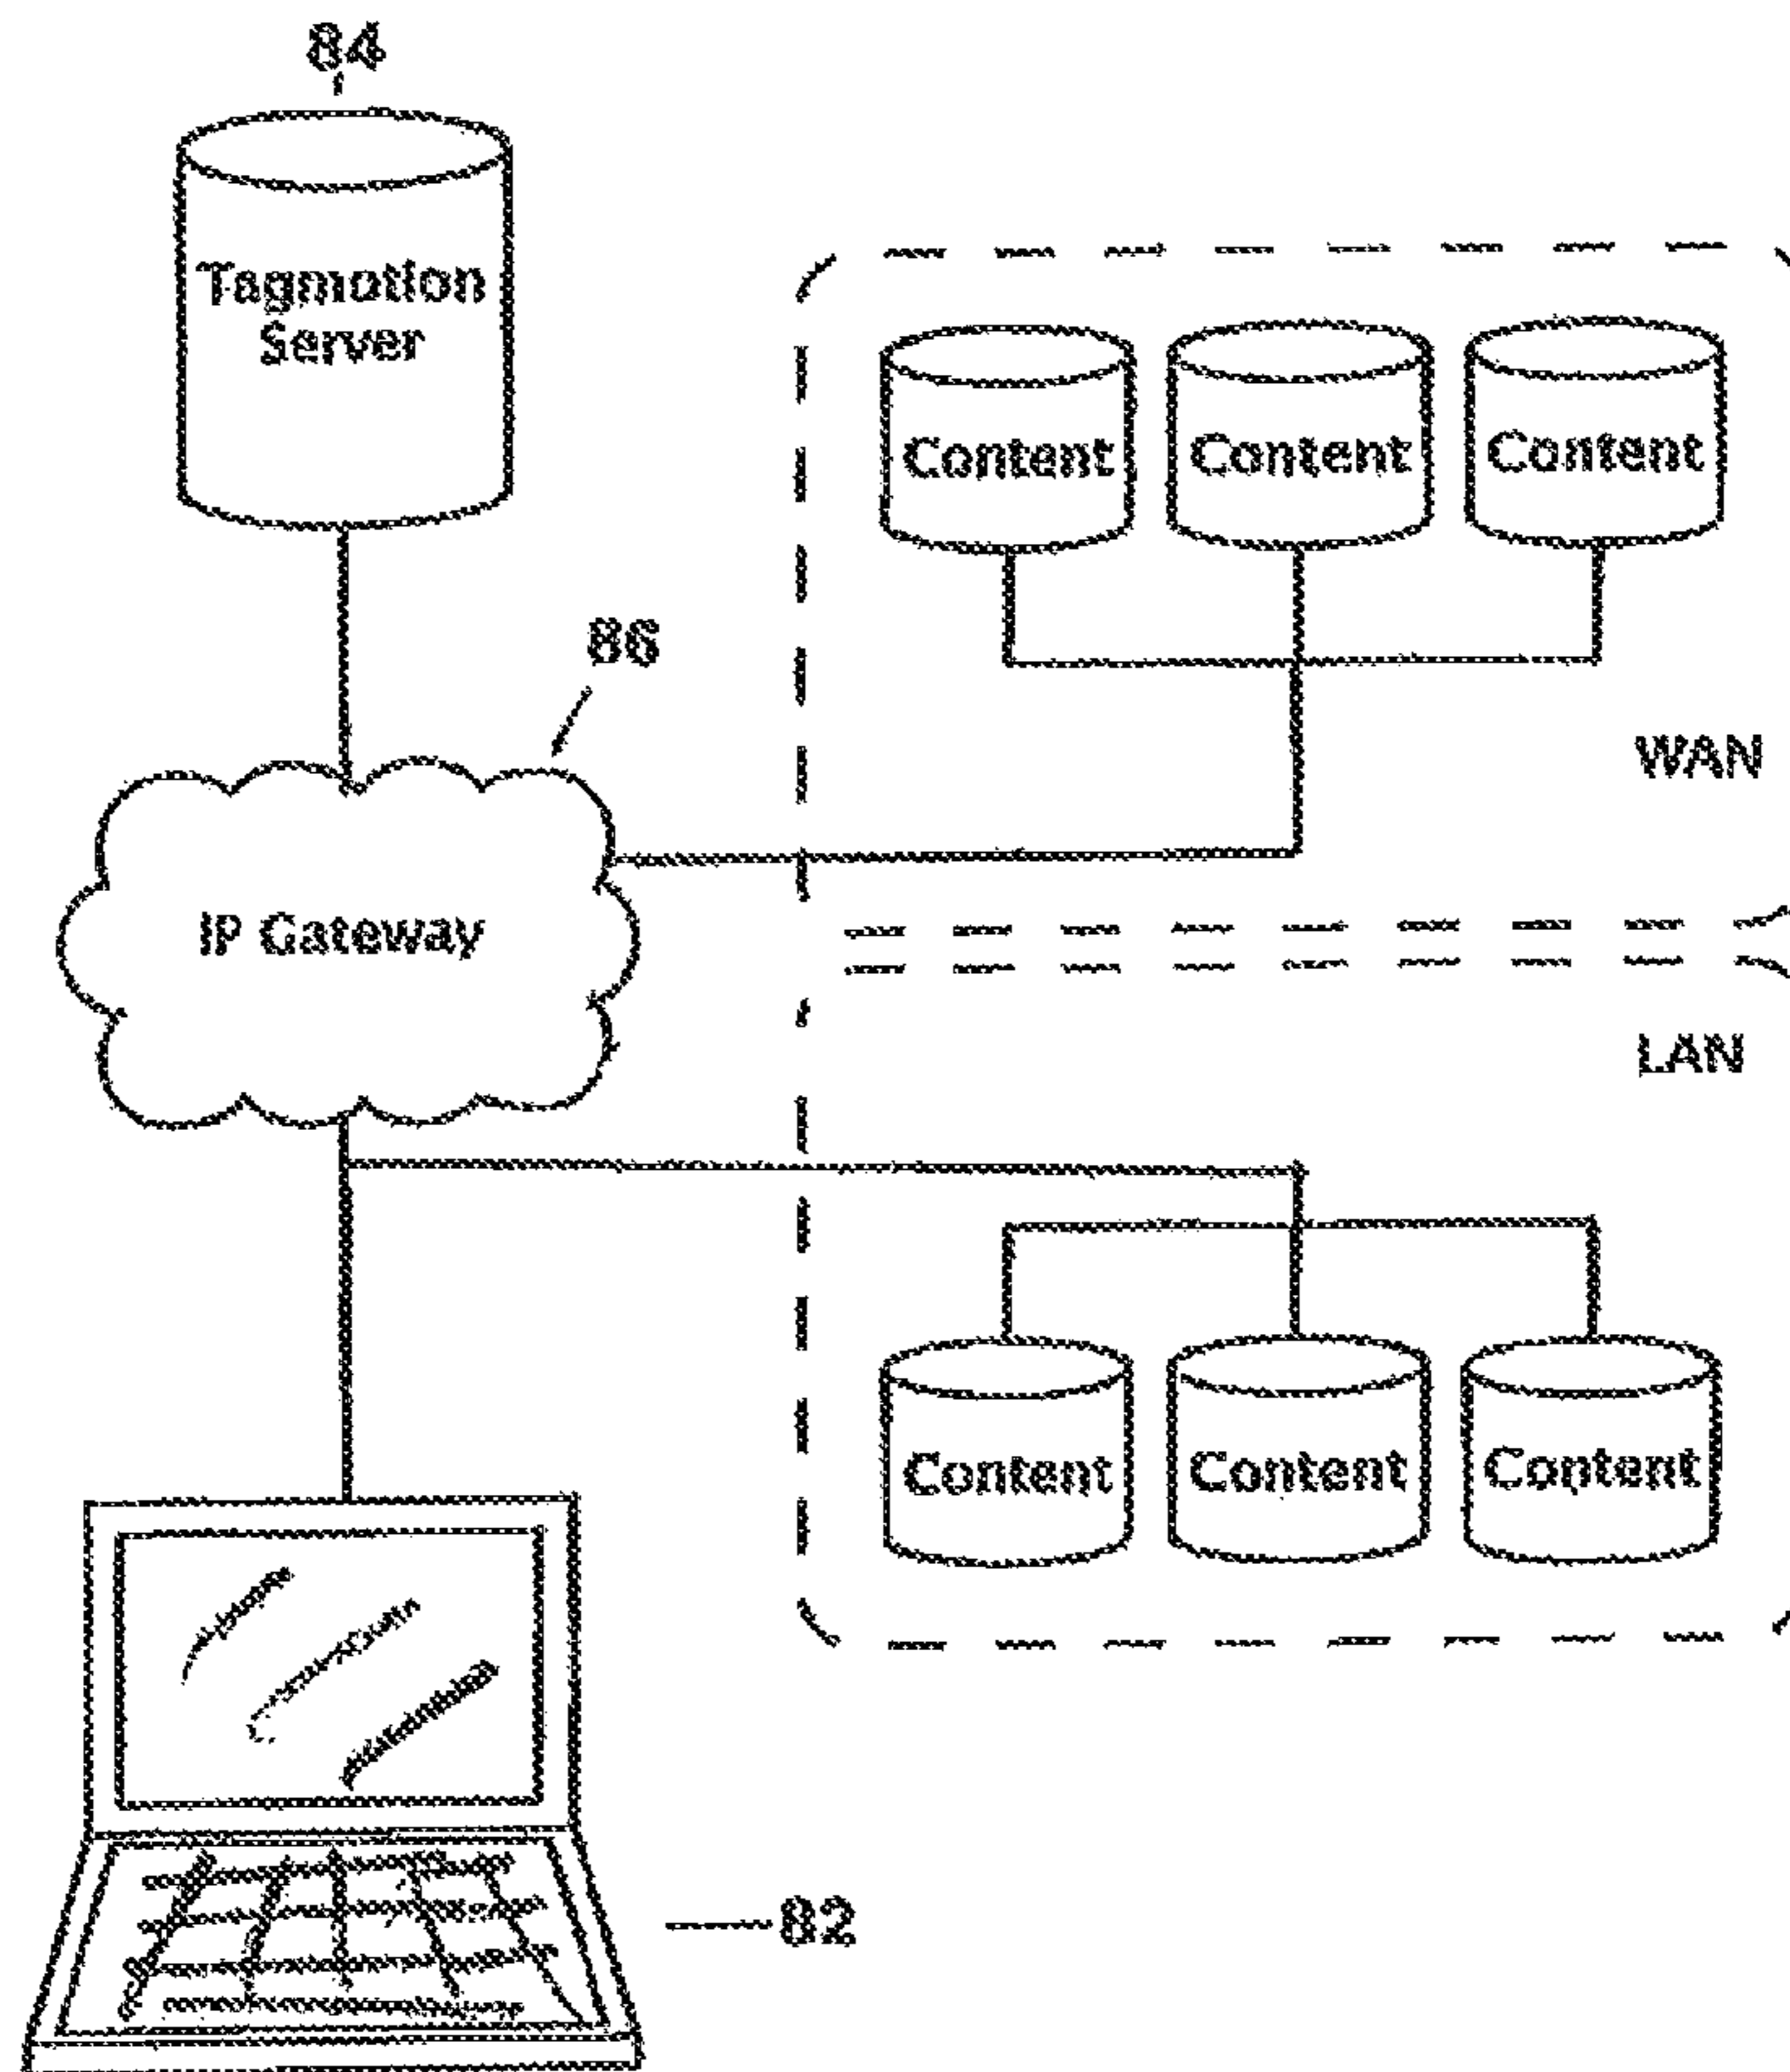 84
Tagmotion
Server
Content Content Content
86
WAN
IP Gateway
LAN
Content Content Content
82